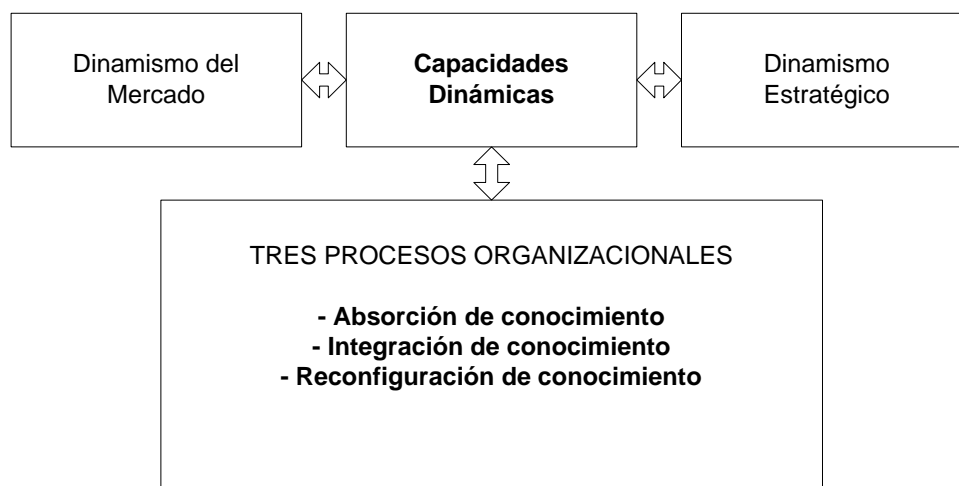 Dinamismo del
Mercado
Capacidades
Dinámicas
Dinamismo
Estratégico
TRES PROCESOS ORGANIZACIONALES
- Absorción de conocimiento
- Integración de conocimiento
- Reconfiguración de conocimiento